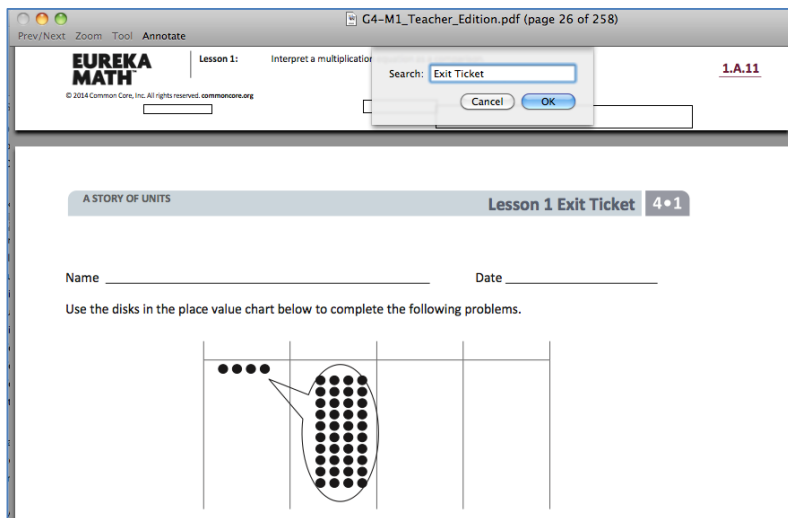 G4-M1_Teacher_Edition.pdf (page 26 of 258)
Prev/Next Zoom Tool Annotate
EUREKA
MATH™
Lesson 1:
Interpret a multiplication
Search: Exit Ticket
Cancel
OK
1.A.11
© 2014 Common Core, Inc. All rights reserved. commoncore.org
A STORY OF UNITS
Lesson 1 Exit Ticket 4•1
Name
Date
Use the disks in the place value chart below to complete the following problems.